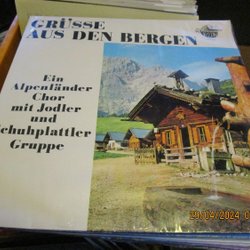 GRÜSSE
AUS DEN BERGEN
Ein
Alpenländer
Chor
mit Jodler
und
Schuhplattler
Gruppe